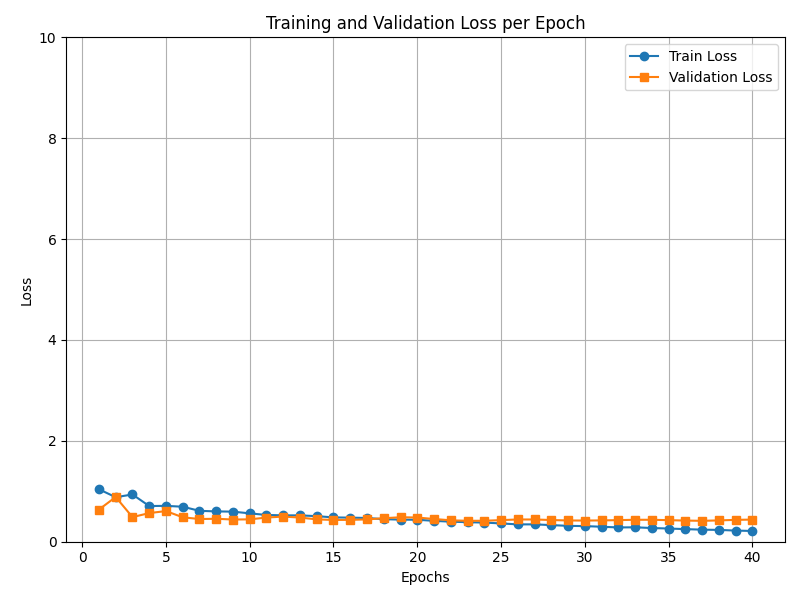 Training and Validation Loss per Epoch
Train Loss
Validation Loss
10
8
6
4
2
0
Loss
0 5 10 15 20 25 30 35 40
Epochs